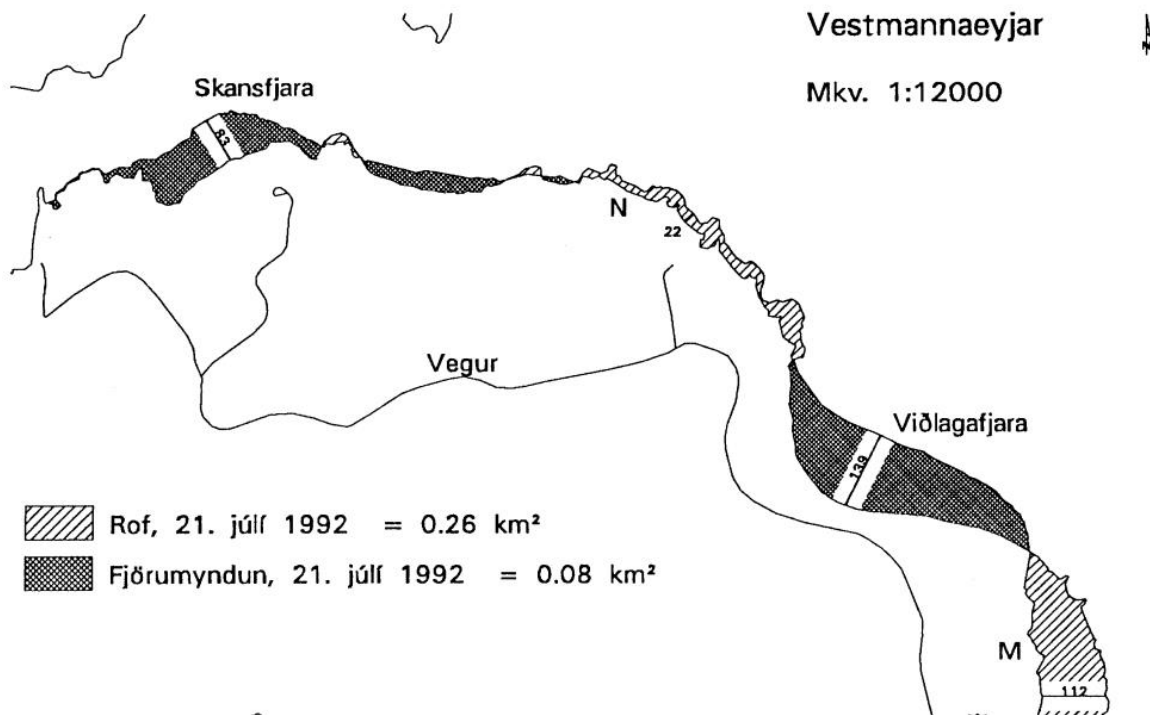 Vestmannaeyjar
Mkv. 1:12000
Skansfjara
83
N
22
Vegur
Viðlagafjara
139
Rof, 21. júlí 1992 = 0.26 km²
Fjörumyndun, 21. júlí 1992 = 0.08 km²
M
112